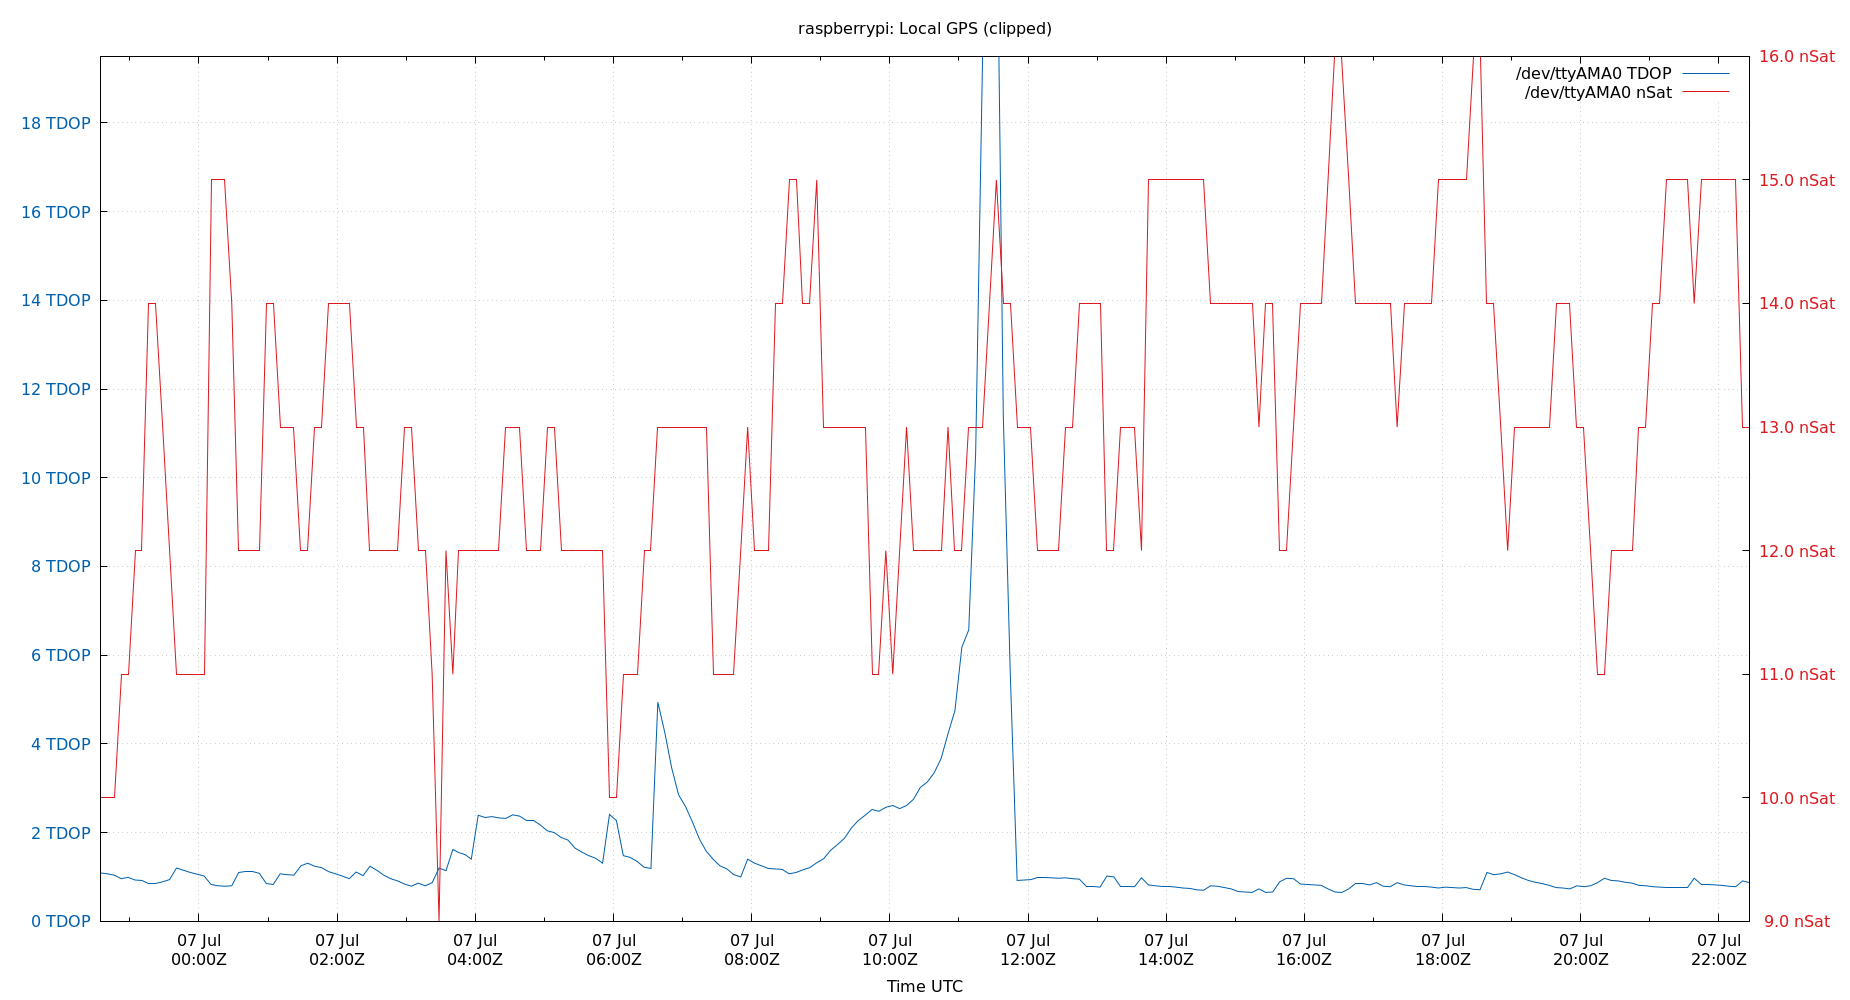 raspberrypi: Local GPS (clipped)
/dev/ttyAMA0 TDOP
/dev/ttyAMA0 nSat
18 TDOP
16 TDOP
14 TDOP
12 TDOP
10 TDOP
8 TDOP
6 TDOP
4 TDOP
2 TDOP
0 TDOP
16.0 nSat
15.0 nSat
14.0 nSat
13.0 nSat
12.0 nSat
11.0 nSat
10.0 nSat
9.0 nSat
07 Jul 07 Jul 07 Jul 07 Jul 07 Jul 07 Jul 07 Jul 07 Jul 07 Jul 07 Jul 07 Jul 07 Jul
00:00Z 02:00Z 04:00Z 06:00Z 08:00Z 10:00Z 12:00Z 14:00Z 16:00Z 18:00Z 20:00Z 22:00Z
Time UTC